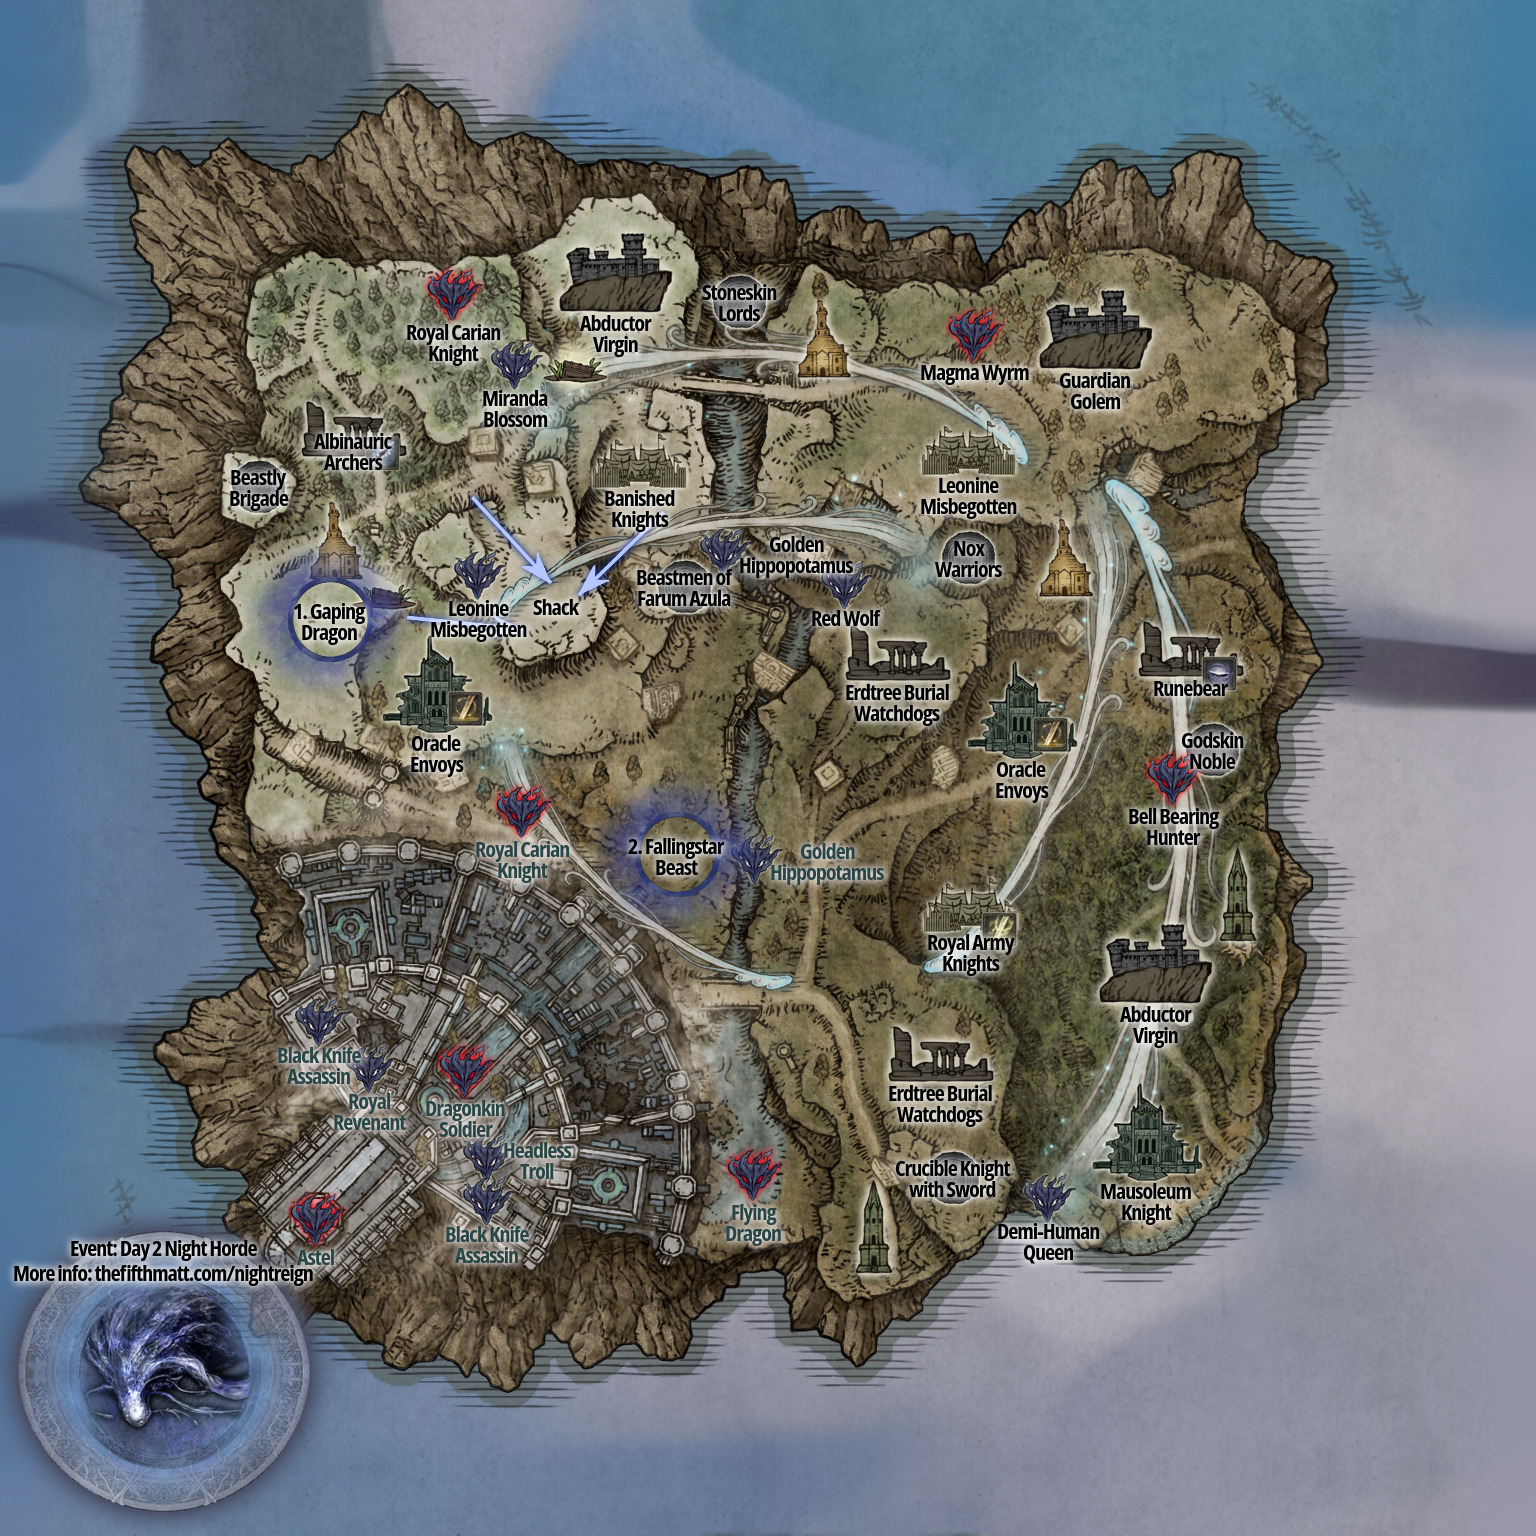 Stoneskin
Lords
Royal Carian
Knight
Abductor
Virgin
Magma Wyrm
Guardian
Golem
Miranda
Blossom
Albinauric
Archers
Beastly
Brigade
Banished
Knights
Leonine
Misbegotten
Golden
Hippopotamus
Nox
Warriors
Beastmen of
Farum Azula
1. Gaping
Dragon
Leonine
Misbegotten
Shack
Red Wolf
Erdtree Burial
Watchdogs
Runebear
Oracle
Envoys
Oracle
Envoys
Godskin
Noble
Bell Bearing
Hunter
Royal Carian
Knight
2. Fallingstar
Beast
Golden
Hippopotamus
Royal Army
Knights
Abductor
Virgin
Black Knife
Assassin
Royal
Revenant
Dragonkin
Soldier
Headless
Troll
Erdtree Burial
Watchdogs
Crucible Knight
with Sword
Mausoleum
Knight
Flying
Dragon
Demi-Human
Queen
Black Knife
Assassin
Astel
Event: Day 2 Night Horde
More info: thefifthmatt.com/nightreign